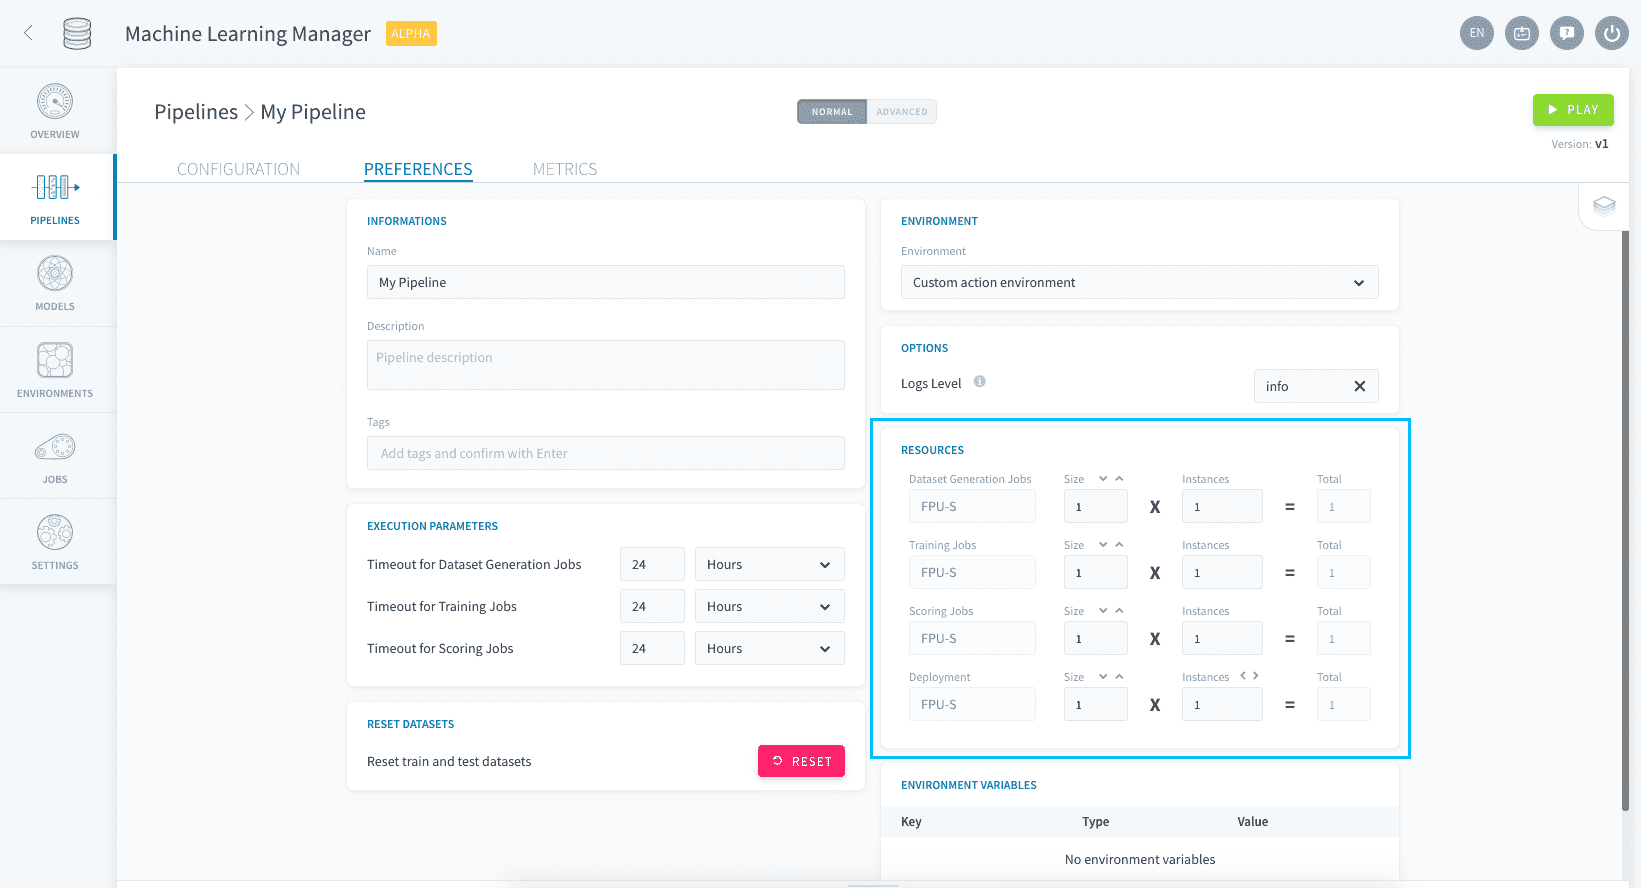 Machine Learning Manager ALPHA
EN
OVERVIEW
PIPELINES
MODELS
ENVIRONMENTS
JOBS
SETTINGS
Pipelines > My Pipeline
NORMAL ADVANCED
PLAY
Version: v1
CONFIGURATION PREFERENCES METRICS
INFORMATIONS
Name
My Pipeline
Description
Pipeline description
Tags
Add tags and confirm with Enter
EXECUTION PARAMETERS
Timeout for Dataset Generation Jobs 24 Hours
Timeout for Training Jobs 24 Hours
Timeout for Scoring Jobs 24 Hours
RESET DATASETS
Reset train and test datasets RESET
ENVIRONMENT
Environment
Custom action environment
OPTIONS
Logs Level info
RESOURCES
Dataset Generation Jobs Size Instances Total
FPU-S 1 X 1 = 1
Training Jobs Size Instances Total
FPU-S 1 X 1 = 1
Scoring Jobs Size Instances Total
FPU-S 1 X 1 = 1
Deployment Size Instances Total
FPU-S 1 X 1 = 1
ENVIRONMENT VARIABLES
Key Type Value
No environment variables